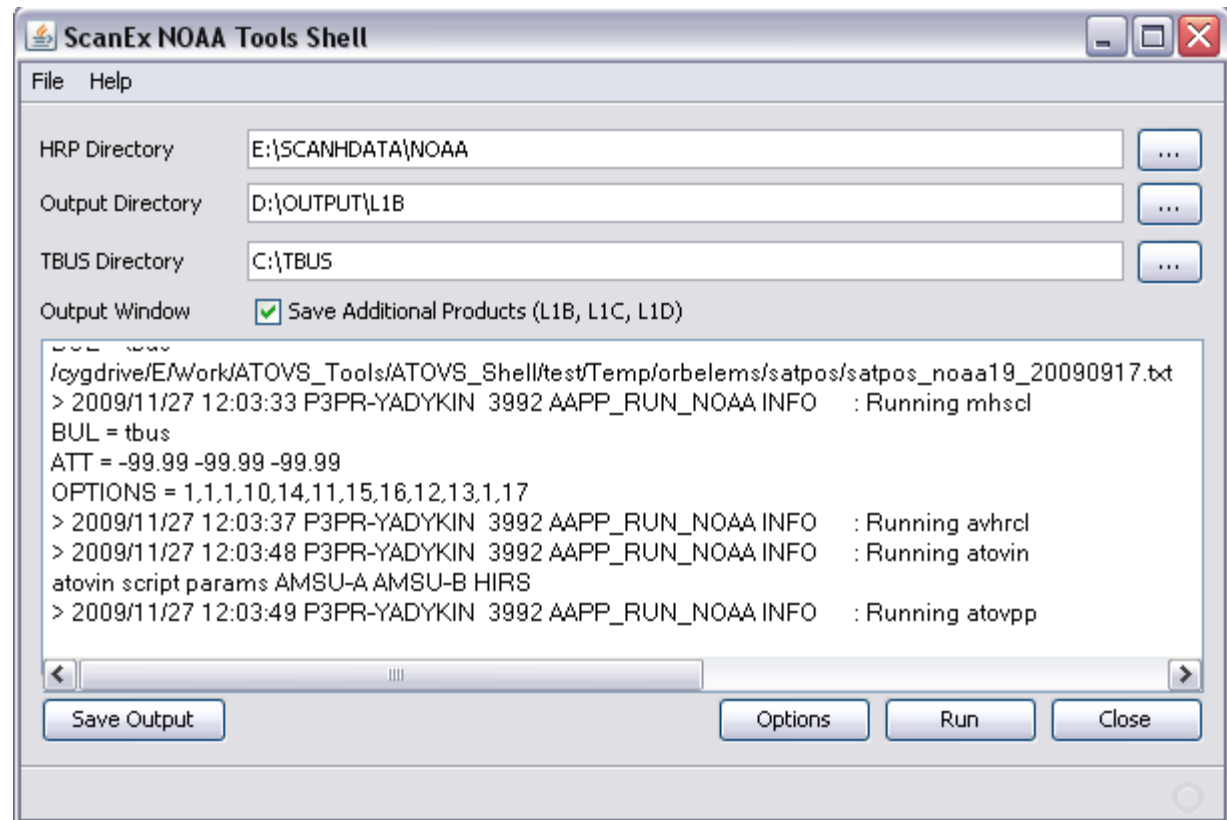 ScanEx NOAA Tools Shell
File Help
HRP Directory E:\SCANHDATA\NOAA ...
Output Directory D:\OUTPUT\L1B ...
TBUS Directory C:\TBUS ...
Output Window Save Additional Products (L1B, L1C, L1D)
/cygdrive/E/Work/ATOVS_Tools/ATOVS_Shell/test/Temp/orbelems/satpos/satpos_noaa19_20090917.txt
> 2009/11/27 12:03:33 P3PR-YADYKIN 3992 AAPP_RUN_NOAA INFO : Running mhscl
BUL = tbus
ATT = -99.99 -99.99 -99.99
OPTIONS = 1,1,1,10,14,11,15,16,12,13,1,17
> 2009/11/27 12:03:37 P3PR-YADYKIN 3992 AAPP_RUN_NOAA INFO : Running avhrcl
> 2009/11/27 12:03:48 P3PR-YADYKIN 3992 AAPP_RUN_NOAA INFO : Running atovin
atovin script params AMSU-A AMSU-B HIRS
> 2009/11/27 12:03:49 P3PR-YADYKIN 3992 AAPP_RUN_NOAA INFO : Running atovpp
Save Output Options Run Close